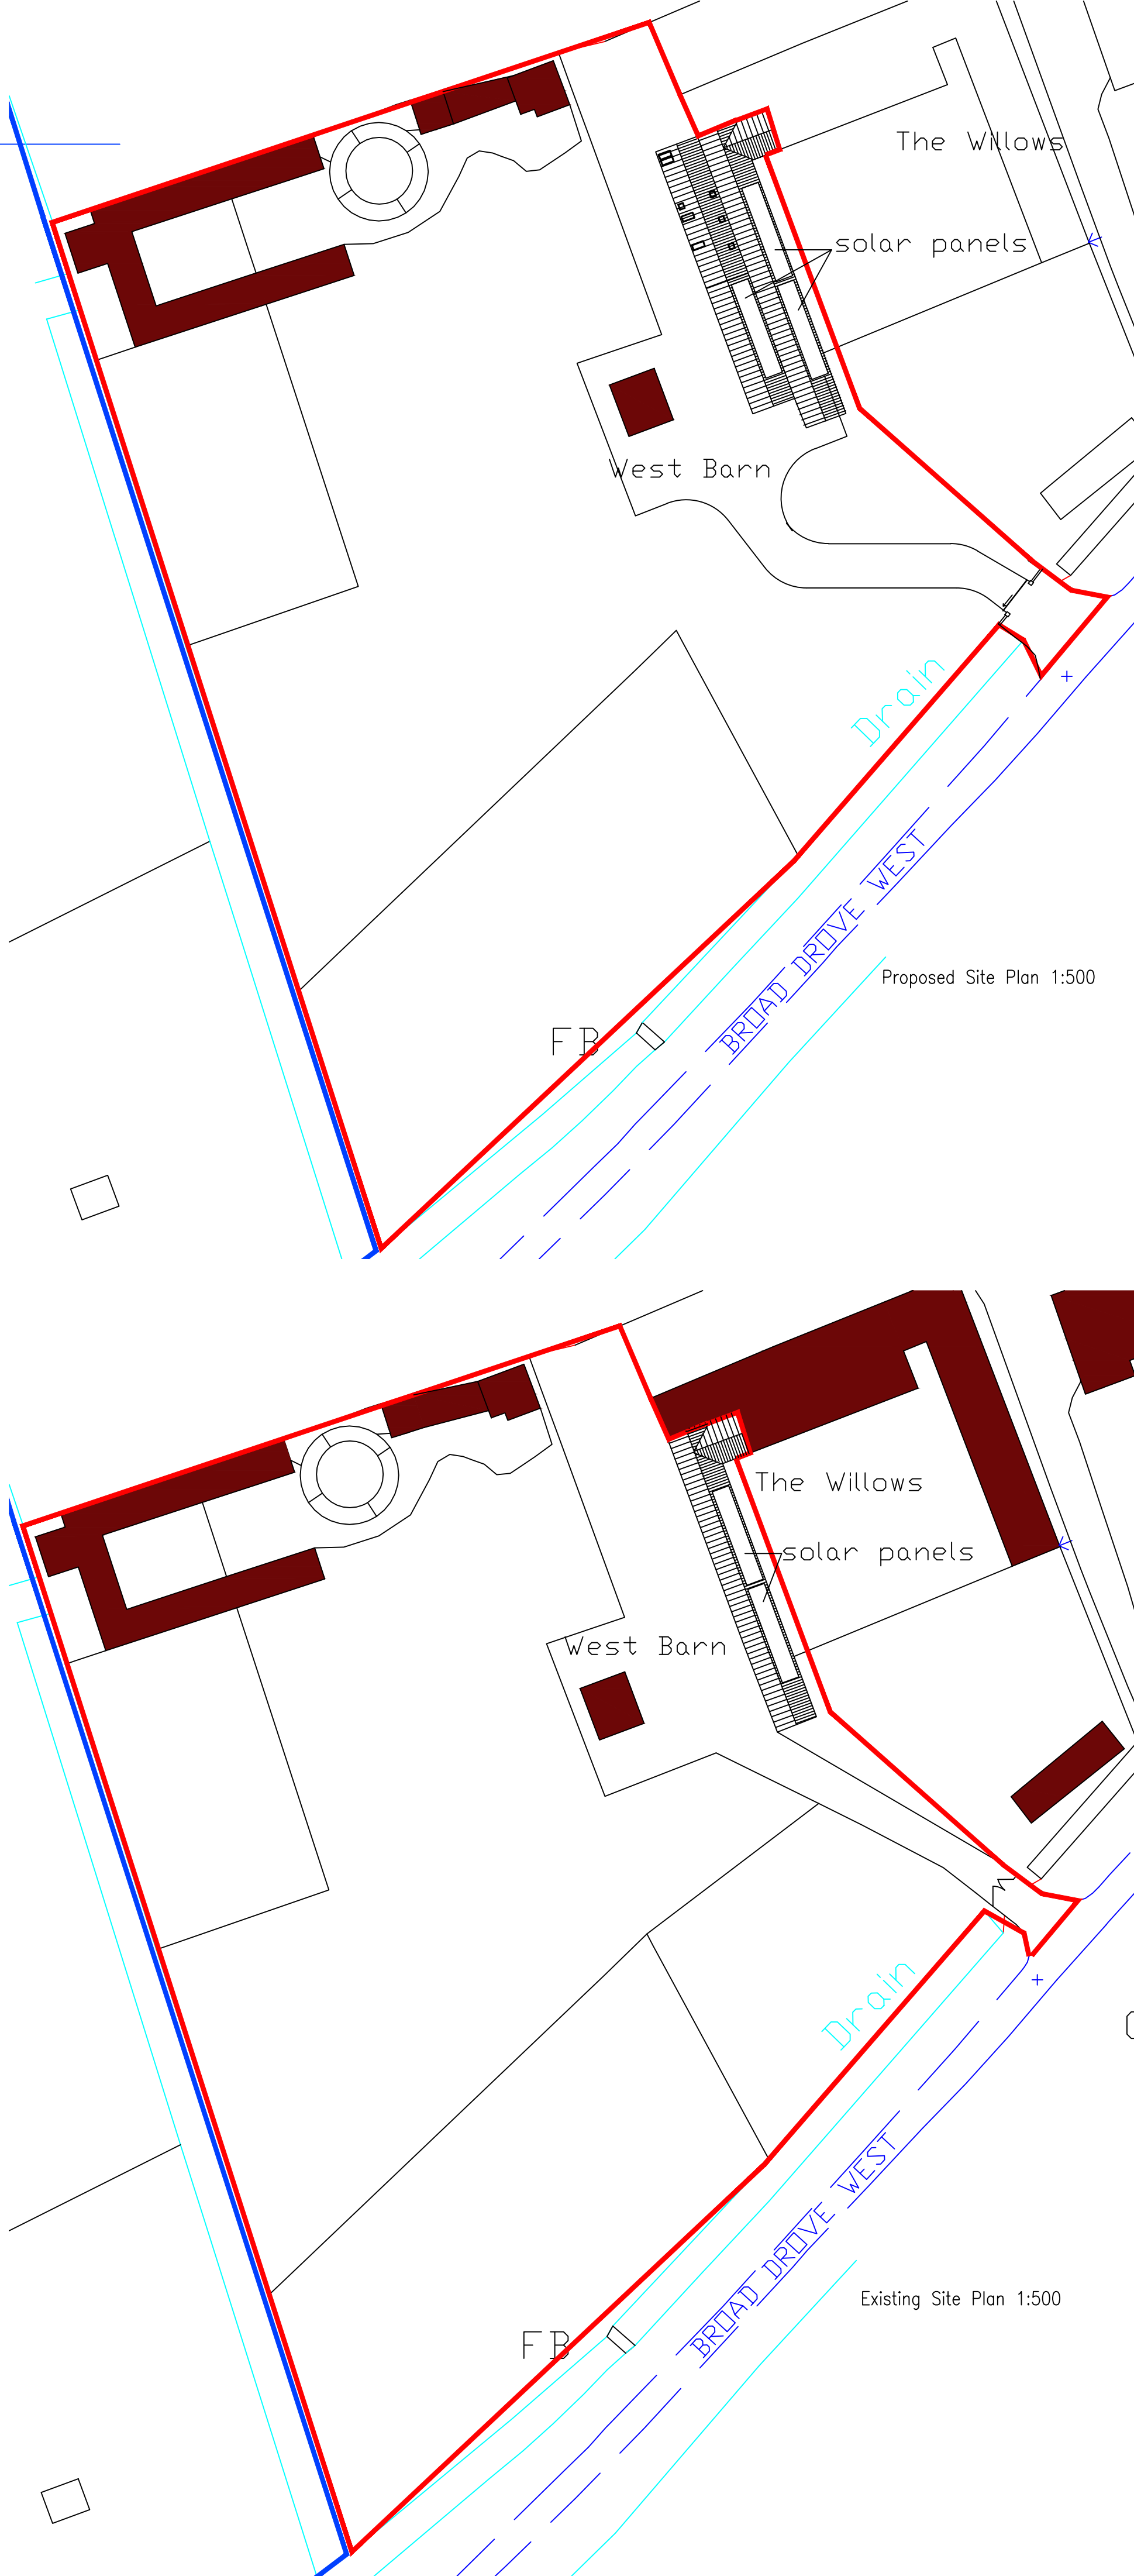 The Willows
solar panels
West Barn
Drain
BROAD DROVE WEST
Proposed Site Plan 1:500
FB
The Willows
solar panels
West Barn
Drain
BROAD DROVE WEST
Existing Site Plan 1:500
FB